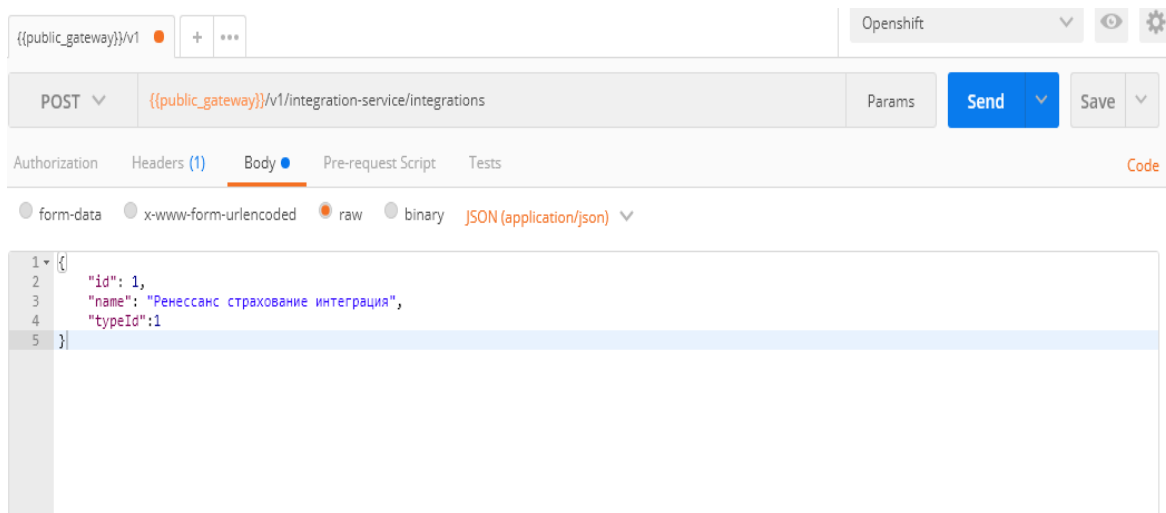 {{public_gateway}}/v1 + ••• Openshift
POST {{public_gateway}}/v1/integration-service/integrations Params Send Save
Authorization Headers (1) Body Pre-request Script Tests Code
form-data x-www-form-urlencoded raw binary JSON (application/json)
1 {
2 "id": 1,
3 "name": "Ренессанс страхование интеграция",
4 "typeId":1
5 }